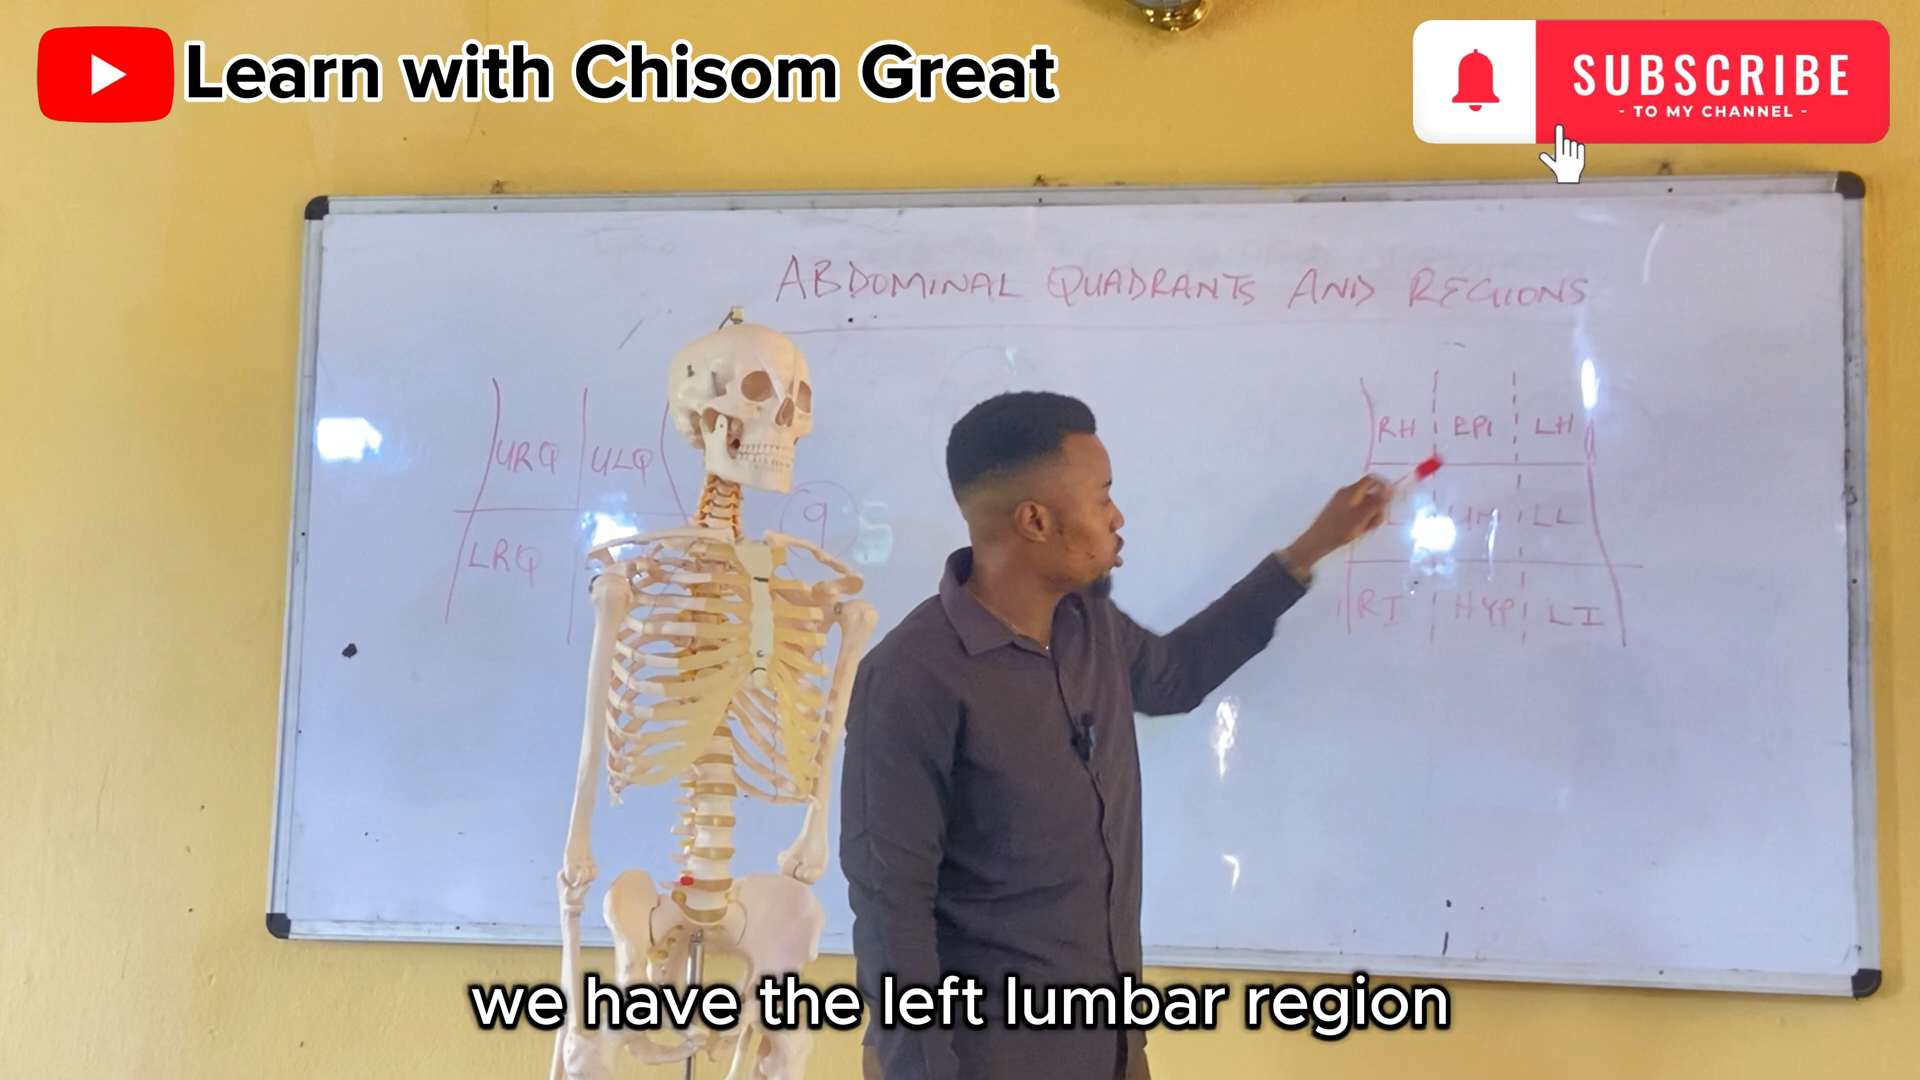 Learn with Chisom Great
SUBSCRIBE
- TO MY CHANNEL -
ABDOMINAL QUADRANTS AND REGIONS
URQ ULQ
LRQ
9
RH EPI LH
LL
RI HYP LI
we have the left lumbar region